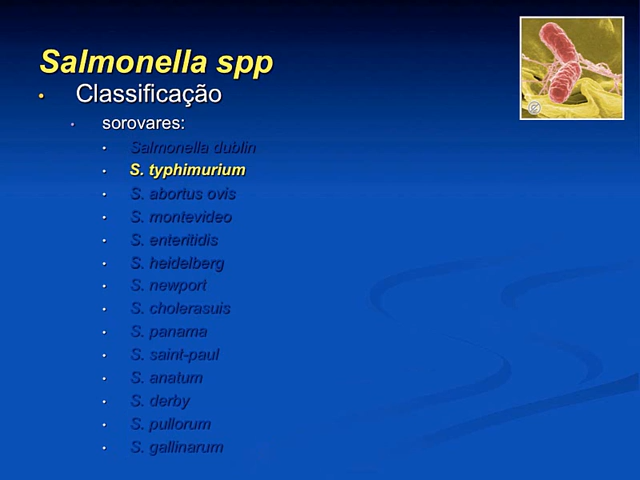 Salmonella spp
• Classificação
• sorovares:
• Salmonella dublin
• S. typhimurium
• S. abortus ovis
• S. montevideo
• S. enteritidis
• S. heidelberg
• S. newport
• S. cholerasuis
• S. panama
• S. saint-paul
• S. anatum
• S. derby
• S. pullorum
• S. gallinarum